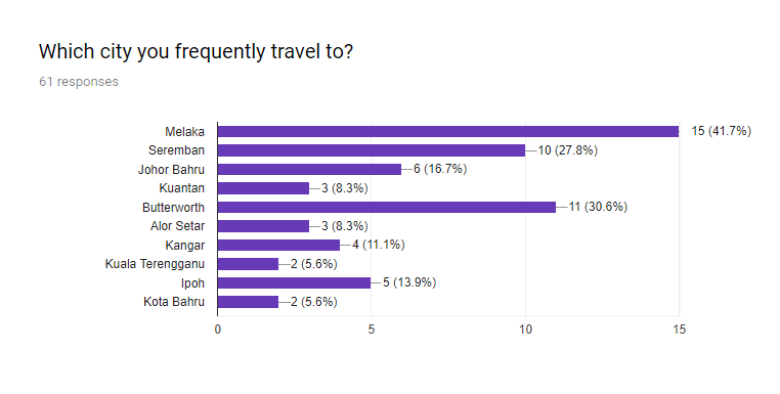 Which city you frequently travel to?
61 responses
Melaka 15 (41.7%)
Seremban 10 (27.8%)
Johor Bahru 6 (16.7%)
Kuantan 3 (8.3%)
Butterworth 11 (30.6%)
Alor Setar 3 (8.3%)
Kangar 4 (11.1%)
Kuala Terengganu 2 (5.6%)
Ipoh 5 (13.9%)
Kota Bahru 2 (5.6%)
0 5 10 15